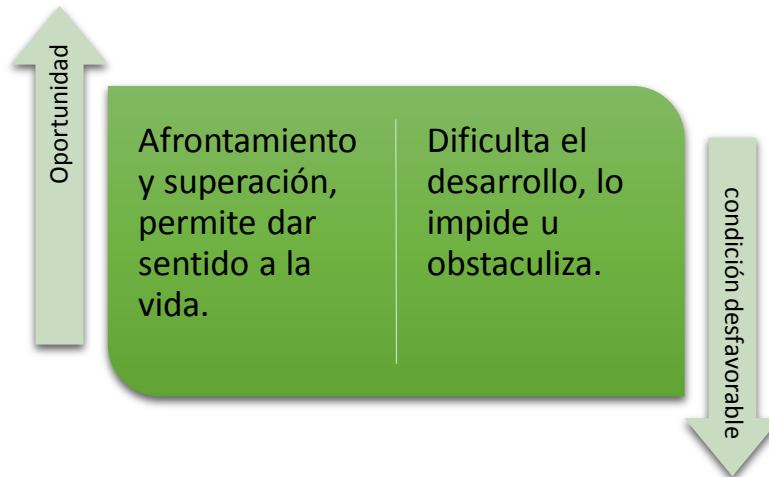 Oportunidad
Afrontamiento
y superación,
permite dar
sentido a la
vida.
Dificulta el
desarrollo, lo
impide u
obstaculiza.
condición desfavorable